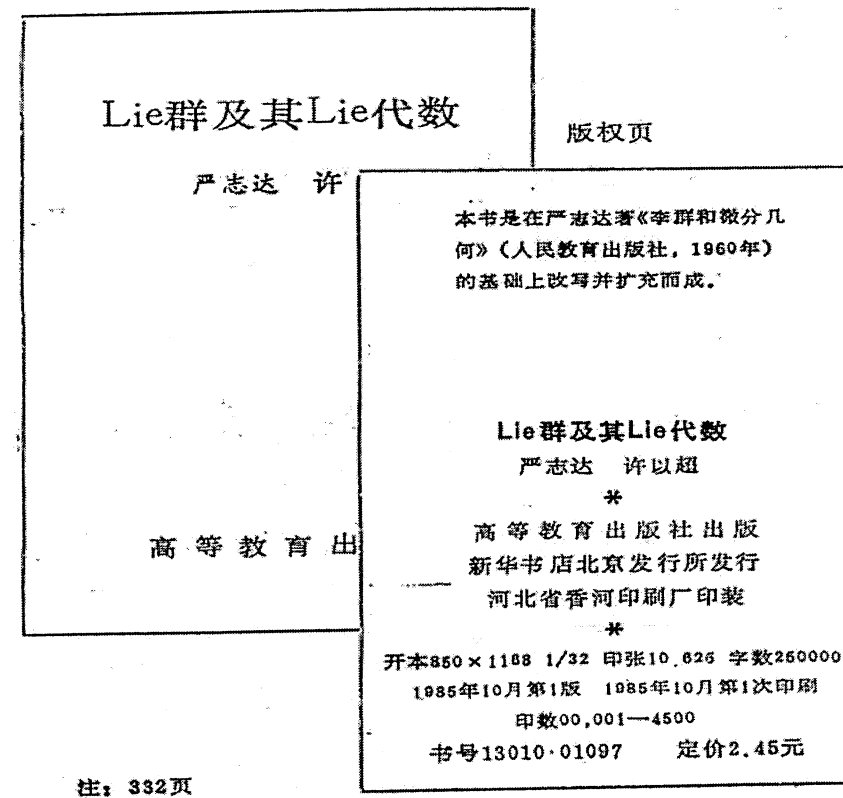 Lie群及其Lie代数
严志达 许
高等教育出
版权页
本书是在严志达著《李群和微分几
何》(人民教育出版社,1960年)
的基础上改写并扩充而成。
Lie群及其Lie代数
严志达 许以超
*
高等教育出版社出版
新华书店北京发行所发行
河北省香河印刷厂印装
*
开本850×1168 1/32 印张10.625 字数260000
1985年10月第1版 1985年10月第1次印刷
印数00,001—4500
书号13010·01097 定价2.45元
注:332页